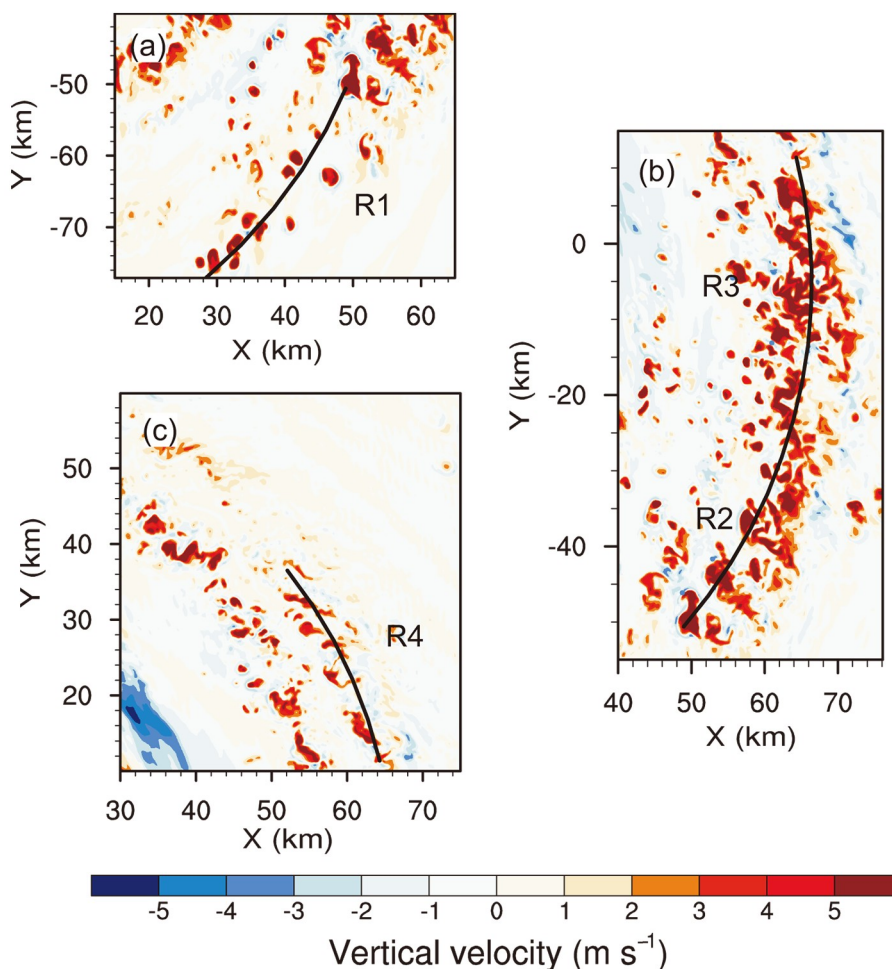 (a)
Y (km)
-50
-60
-70
R1
20 30 40 50 60
X (km)
(b)
Y (km)
0
-20
-40
R3
R2
40 50 60 70
X (km)
(c)
Y (km)
50
40
30
20
R4
30 40 50 60 70
X (km)
-5 -4 -3 -2 -1 0 1 2 3 4 5
Vertical velocity (m s⁻¹)